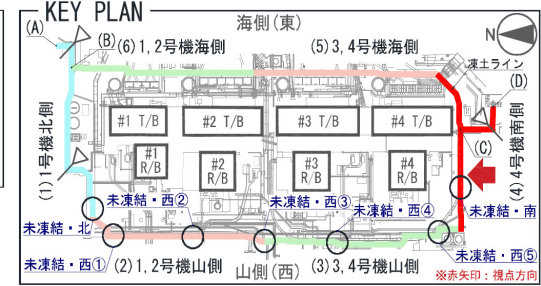 KEY PLAN
海側(東)
N
(A)
(B)
(6)1,2号機海側
(5)3,4号機海側
凍土ライン
(D)
#1 T/B
#2 T/B
#3 T/B
#4 T/B
(C)
(1)1号機北側
#1
R/B
#2
R/B
#3
R/B
#4
R/B
(4)4号機南側
未凍結・北
未凍結・西②
未凍結・西③
未凍結・西④
未凍結・南
未凍結・西①
(2)1,2号機山側
山側(西)
(3)3,4号機山側
未凍結・西⑤
※赤矢印：視点方向